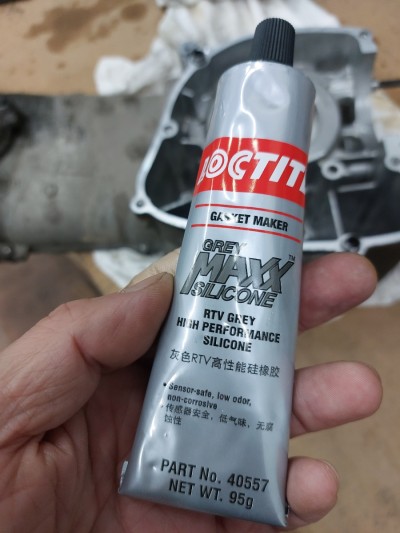 LOCTITE
GASKET MAKER
GREY
MAXX™
SILICONE
RTV GREY
HIGH PERFORMANCE
SILICONE
灰色RTV高性能硅橡胶
• Sensor-safe, low odor,
non-corrosive
• 传感器安全，低气味，无腐
蚀性
PART No. 40557
NET WT. 95g